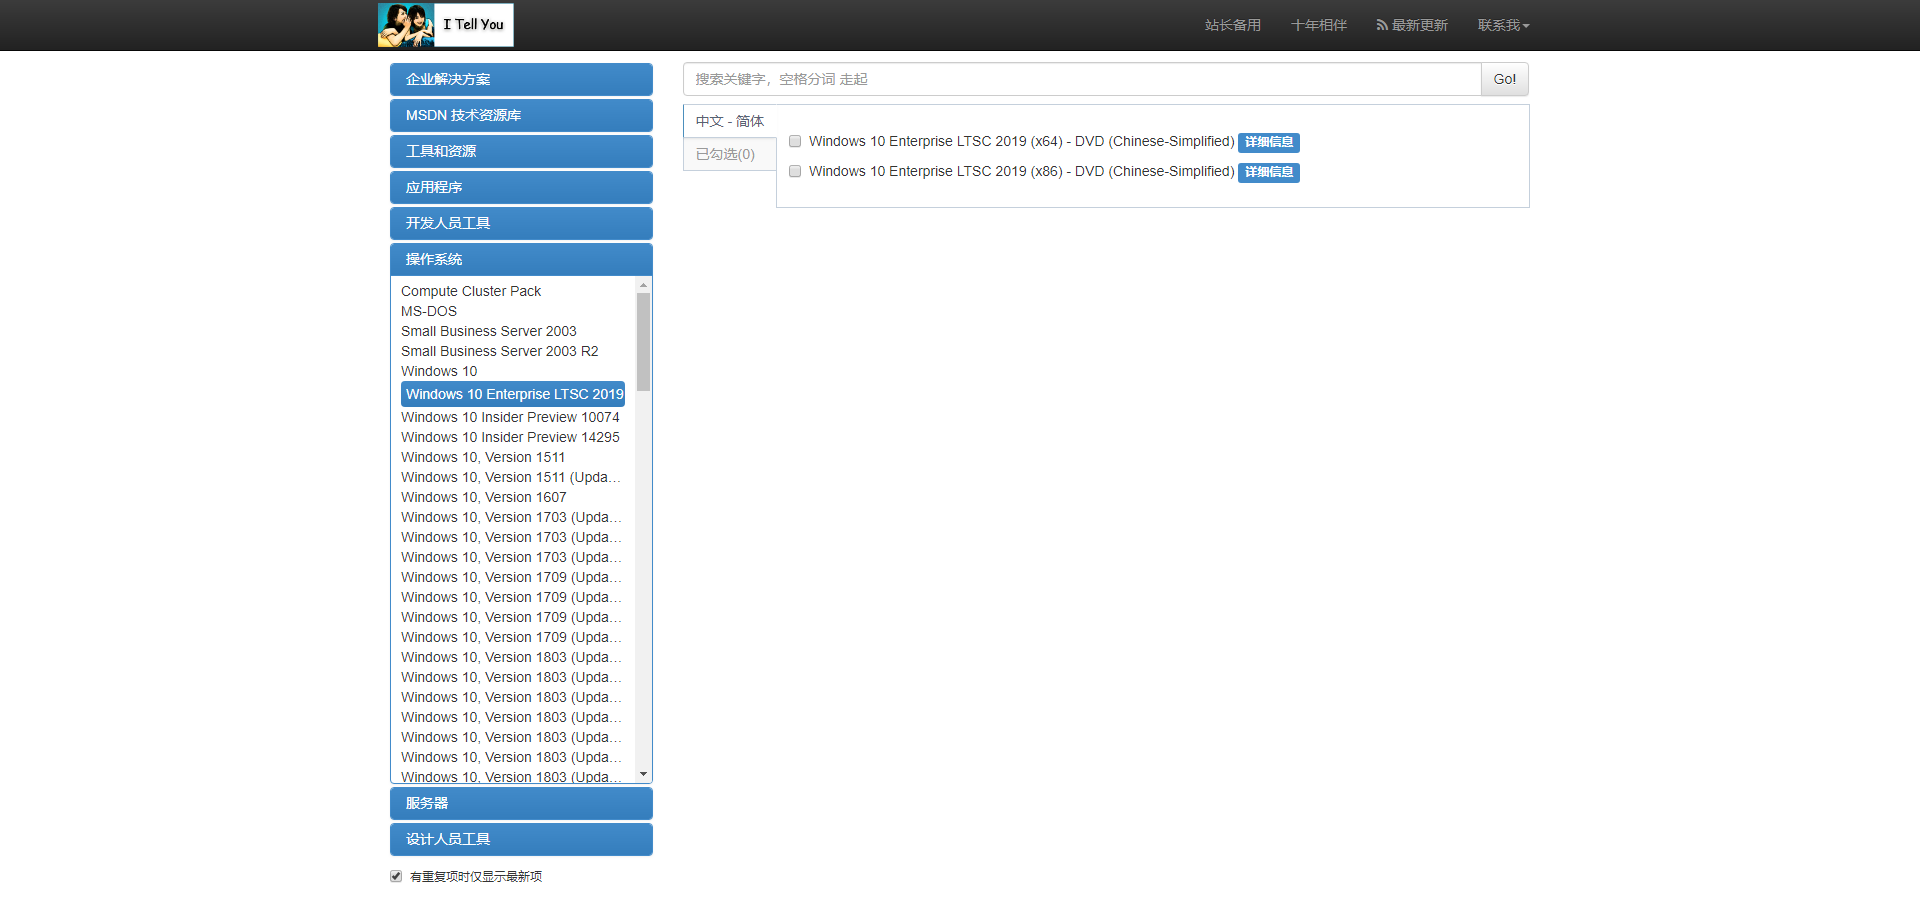 I Tell You
站长备用
十年相伴
最新更新
联系我
企业解决方案
MSDN 技术资源库
工具和资源
应用程序
开发人员工具
操作系统
Compute Cluster Pack
MS-DOS
Small Business Server 2003
Small Business Server 2003 R2
Windows 10
Windows 10 Enterprise LTSC 2019
Windows 10 Insider Preview 10074
Windows 10 Insider Preview 14295
Windows 10, Version 1511
Windows 10, Version 1511 (Upda...
Windows 10, Version 1607
Windows 10, Version 1703 (Upda...
Windows 10, Version 1703 (Upda...
Windows 10, Version 1703 (Upda...
Windows 10, Version 1709 (Upda...
Windows 10, Version 1709 (Upda...
Windows 10, Version 1709 (Upda...
Windows 10, Version 1709 (Upda...
Windows 10, Version 1803 (Upda...
Windows 10, Version 1803 (Upda...
Windows 10, Version 1803 (Upda...
Windows 10, Version 1803 (Upda...
Windows 10, Version 1803 (Upda...
Windows 10, Version 1803 (Upda...
Windows 10, Version 1803 (Upda...
服务器
设计人员工具
有重复项时仅显示最新项
搜索关键字，空格分词 走起
Go!
中文 - 简体
已勾选(0)
Windows 10 Enterprise LTSC 2019 (x64) - DVD (Chinese-Simplified) 详细信息
Windows 10 Enterprise LTSC 2019 (x86) - DVD (Chinese-Simplified) 详细信息